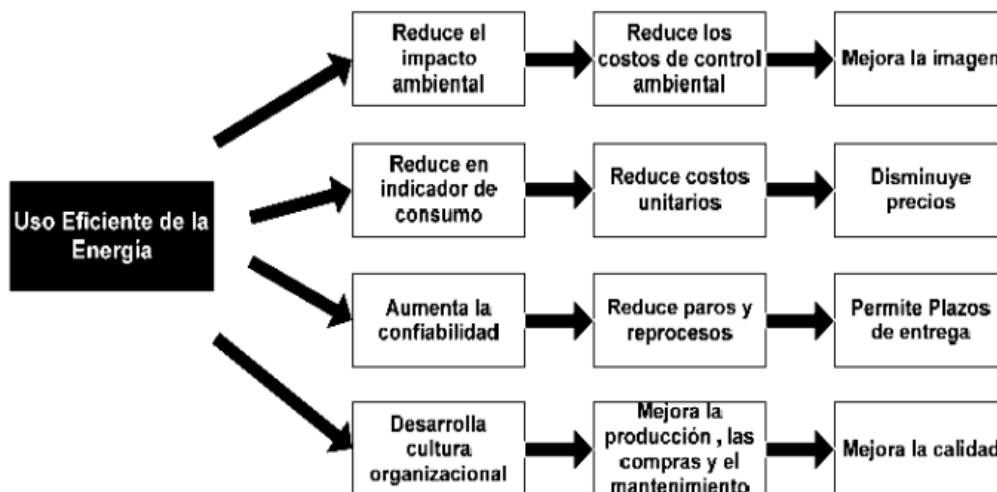 Reduce el
impacto
ambiental
Reduce los
costos de control
ambiental
Mejora la imagen
Uso Eficiente de la
Energía
Reduce en
indicador de
consumo
Reduce costos
unitarios
Disminuye
precios
Aumenta la
confiabilidad
Reduce paros y
reprocesos
Permite Plazos
de entrega
Desarrolla
cultura
organizacional
Mejora la
producción , las
compras y el
mantenimiento
Mejora la calidad